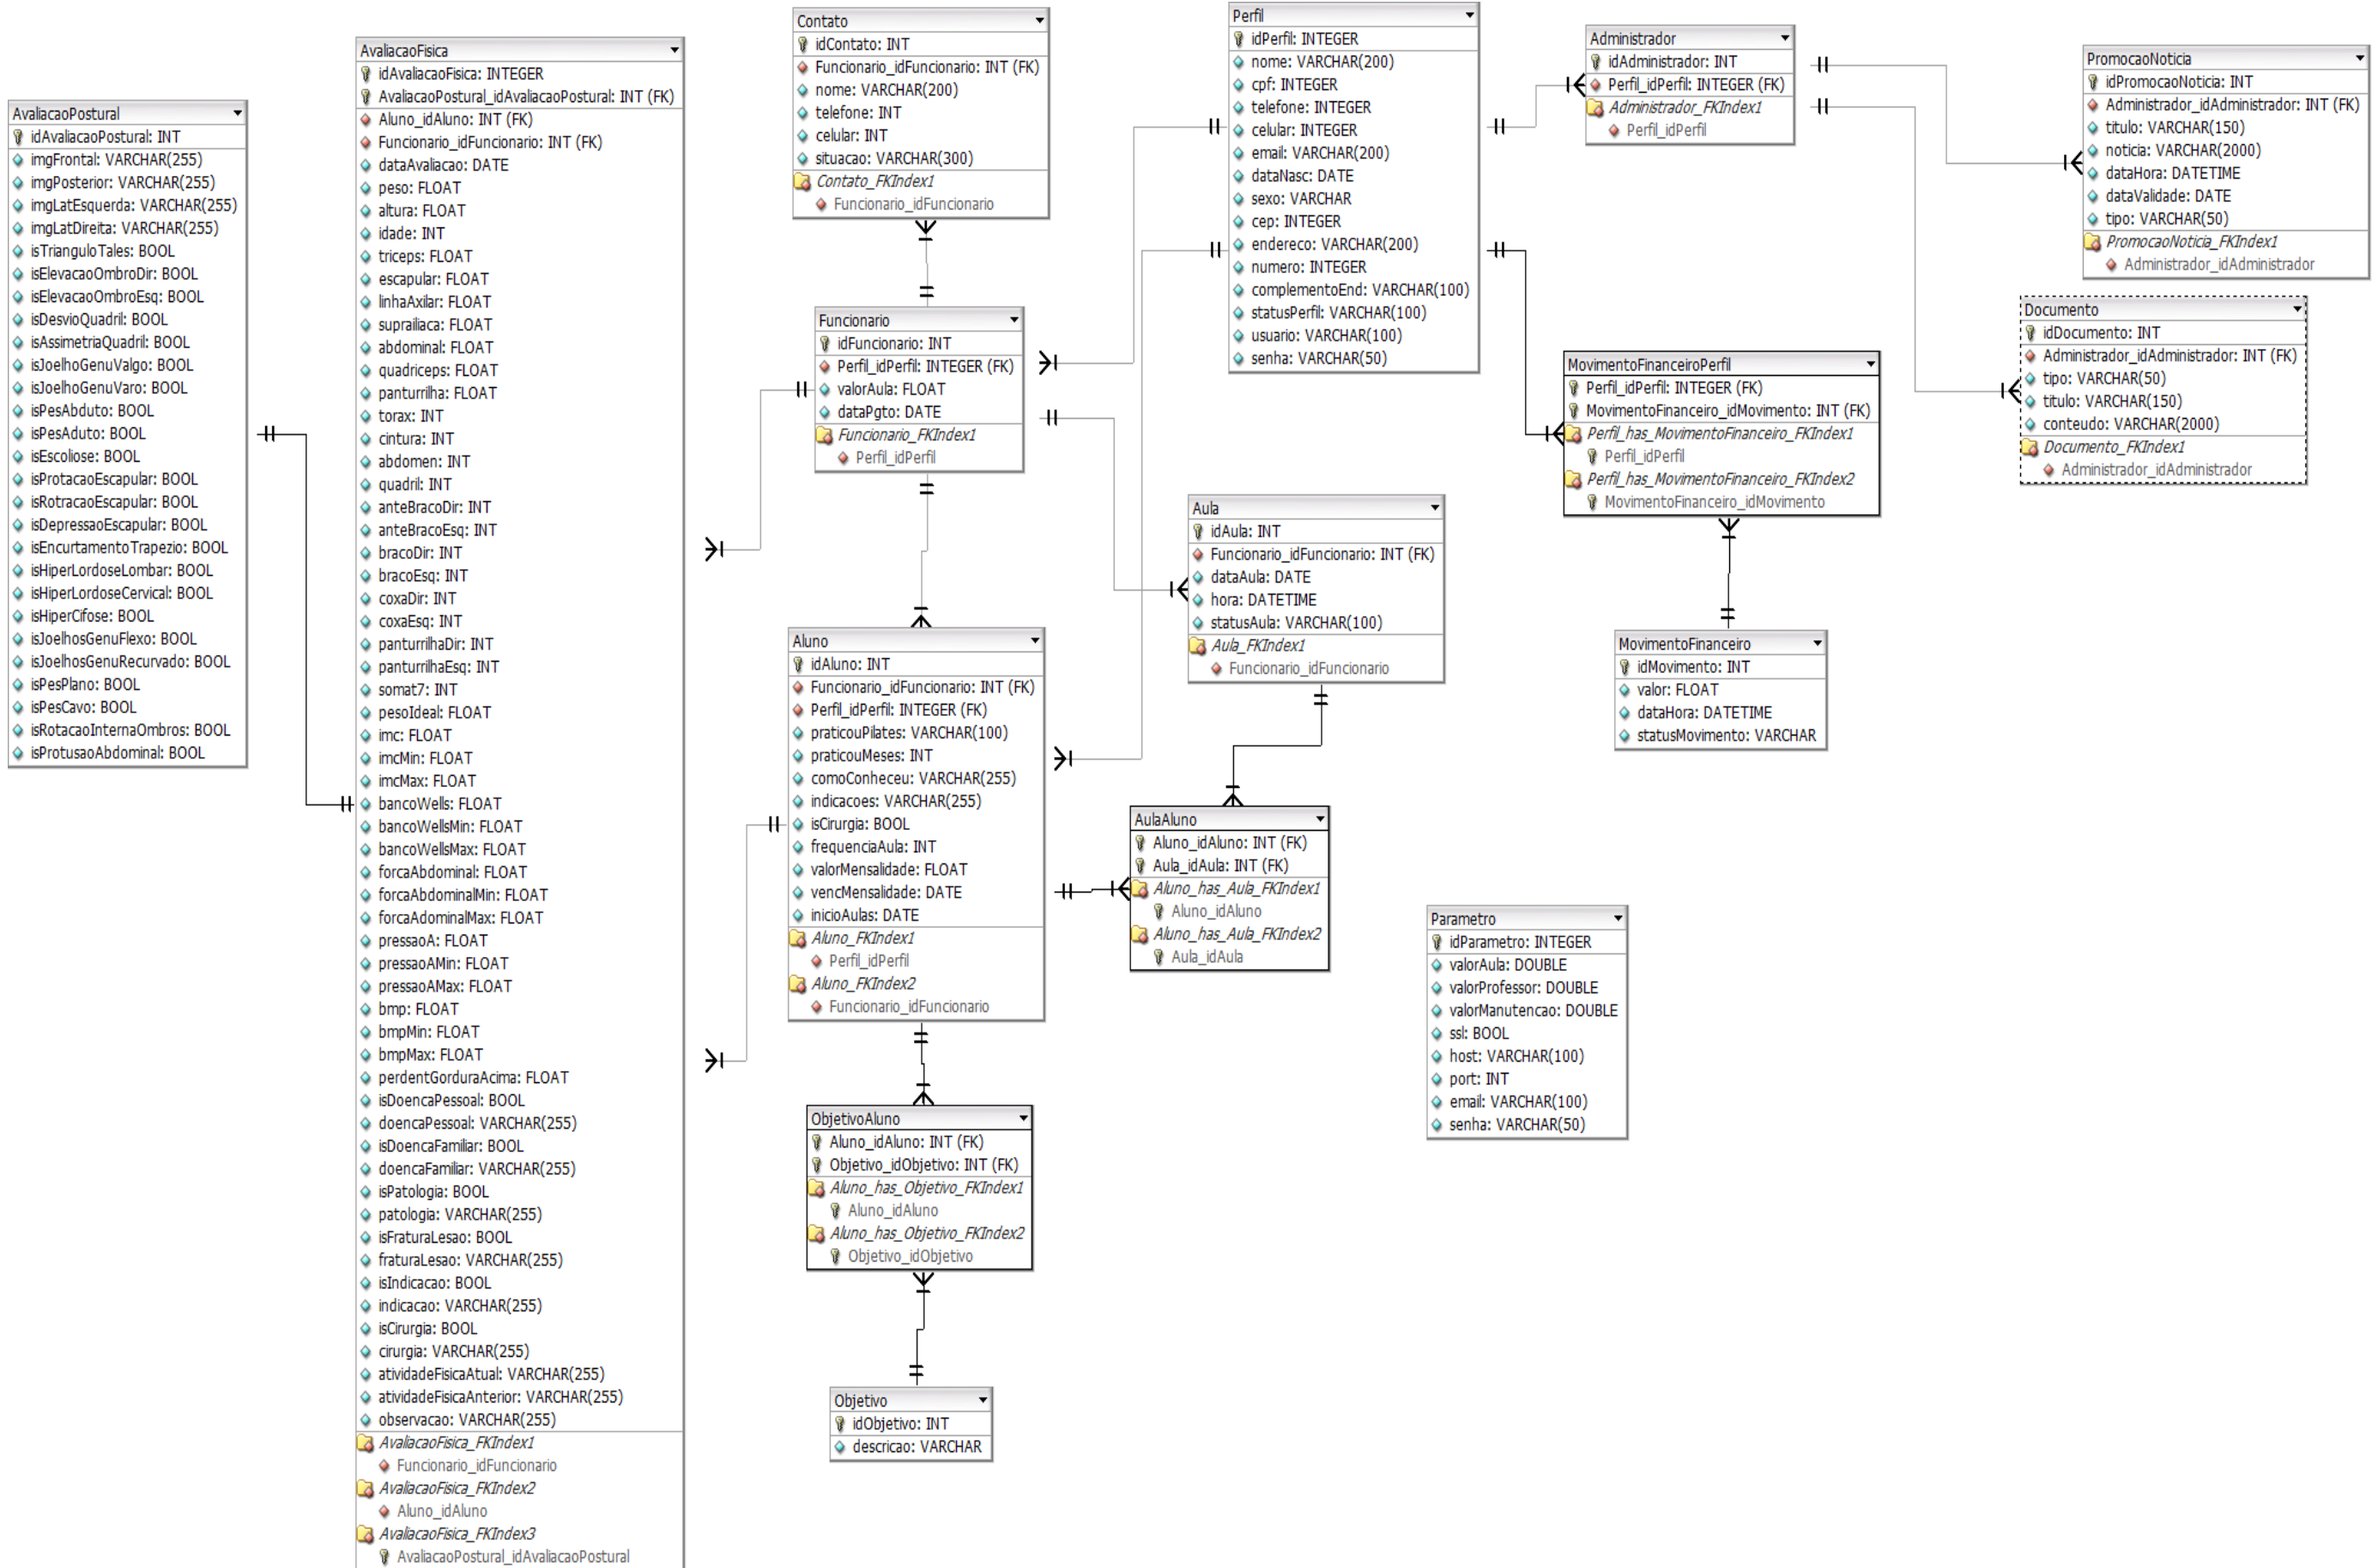 AvaliacaoPostural
idAvaliacaoPostural: INT
imgFrontal: VARCHAR(255)
imgPosterior: VARCHAR(255)
imgLatEsquerda: VARCHAR(255)
imgLatDireita: VARCHAR(255)
isTrianguloTales: BOOL
isElevacaoOmbroDir: BOOL
isElevacaoOmbroEsq: BOOL
isDesvioQuadril: BOOL
isAssimetriaQuadril: BOOL
isJoelhoGenuValgo: BOOL
isJoelhoGenuVaro: BOOL
isPesAbduto: BOOL
isPesAduto: BOOL
isEscoliose: BOOL
isProtacaoEscapular: BOOL
isRotracaoEscapular: BOOL
isDepressaoEscapular: BOOL
isEncurtamentoTrapezio: BOOL
isHiperLordoseLombar: BOOL
isHiperLordoseCervical: BOOL
isHiperCifose: BOOL
isJoelhosGenuFlexo: BOOL
isJoelhosGenuRecurvado: BOOL
isPesPlano: BOOL
isPesCavo: BOOL
isRotacaoInternaOmbros: BOOL
isProtusaoAbdominal: BOOL
AvaliacaoFisica
idAvaliacaoFisica: INTEGER
AvaliacaoPostural_idAvaliacaoPostural: INT (FK)
Aluno_idAluno: INT (FK)
Funcionario_idFuncionario: INT (FK)
dataAvaliacao: DATE
peso: FLOAT
altura: FLOAT
idade: INT
triceps: FLOAT
escapular: FLOAT
linhaAxilar: FLOAT
suprailiaca: FLOAT
abdominal: FLOAT
quadriceps: FLOAT
panturrilha: FLOAT
torax: INT
cintura: INT
abdomen: INT
quadril: INT
anteBracoDir: INT
anteBracoEsq: INT
bracoDir: INT
bracoEsq: INT
coxaDir: INT
coxaEsq: INT
panturrilhaDir: INT
panturrilhaEsq: INT
somat7: INT
pesoIdeal: FLOAT
imc: FLOAT
imcMin: FLOAT
imcMax: FLOAT
bancoWells: FLOAT
bancoWellsMin: FLOAT
bancoWellsMax: FLOAT
forcaAbdominal: FLOAT
forcaAbdominalMin: FLOAT
forcaAdominalMax: FLOAT
pressaoA: FLOAT
pressaoAMin: FLOAT
pressaoAMax: FLOAT
bmp: FLOAT
bmpMin: FLOAT
bmpMax: FLOAT
perdentGorduraAcima: FLOAT
isDoencaPessoal: BOOL
doencaPessoal: VARCHAR(255)
isDoencaFamiliar: BOOL
doencaFamiliar: VARCHAR(255)
isPatologia: BOOL
patologia: VARCHAR(255)
isFraturaLesao: BOOL
fraturaLesao: VARCHAR(255)
isIndicacao: BOOL
indicacao: VARCHAR(255)
isCirurgia: BOOL
cirurgia: VARCHAR(255)
atividadeFisicaAtual: VARCHAR(255)
atividadeFisicaAnterior: VARCHAR(255)
observacao: VARCHAR(255)
AvaliacaoFisica_FKIndex1
Funcionario_idFuncionario
AvaliacaoFisica_FKIndex2
Aluno_idAluno
AvaliacaoFisica_FKIndex3
AvaliacaoPostural_idAvaliacaoPostural
Contato
idContato: INT
Funcionario_idFuncionario: INT (FK)
nome: VARCHAR(200)
telefone: INT
celular: INT
situacao: VARCHAR(300)
Contato_FKIndex1
Funcionario_idFuncionario
Funcionario
idFuncionario: INT
Perfil_idPerfil: INTEGER (FK)
valorAula: FLOAT
dataPgto: DATE
Funcionario_FKIndex1
Perfil_idPerfil
Aluno
idAluno: INT
Funcionario_idFuncionario: INT (FK)
Perfil_idPerfil: INTEGER (FK)
praticouPilates: VARCHAR(100)
praticouMeses: INT
comoConheceu: VARCHAR(255)
indicacoes: VARCHAR(255)
isCirurgia: BOOL
frequenciaAula: INT
valorMensalidade: FLOAT
vencMensalidade: DATE
inicioAulas: DATE
Aluno_FKIndex1
Perfil_idPerfil
Aluno_FKIndex2
Funcionario_idFuncionario
ObjetivoAluno
Aluno_idAluno: INT (FK)
Objetivo_idObjetivo: INT (FK)
Aluno_has_Objetivo_FKIndex1
Aluno_idAluno
Aluno_has_Objetivo_FKIndex2
Objetivo_idObjetivo
Objetivo
idObjetivo: INT
descricao: VARCHAR
Perfil
idPerfil: INTEGER
nome: VARCHAR(200)
cpf: INTEGER
telefone: INTEGER
celular: INTEGER
email: VARCHAR(200)
dataNasc: DATE
sexo: VARCHAR
cep: INTEGER
endereco: VARCHAR(200)
numero: INTEGER
complementoEnd: VARCHAR(100)
statusPerfil: VARCHAR(100)
usuario: VARCHAR(100)
senha: VARCHAR(50)
Aula
idAula: INT
Funcionario_idFuncionario: INT (FK)
dataAula: DATE
hora: DATETIME
statusAula: VARCHAR(100)
Aula_FKIndex1
Funcionario_idFuncionario
AulaAluno
Aluno_idAluno: INT (FK)
Aula_idAula: INT (FK)
Aluno_has_Aula_FKIndex1
Aluno_idAluno
Aluno_has_Aula_FKIndex2
Aula_idAula
Administrador
idAdministrador: INT
Perfil_idPerfil: INTEGER (FK)
Administrador_FKIndex1
Perfil_idPerfil
MovimentoFinanceiroPerfil
Perfil_idPerfil: INTEGER (FK)
MovimentoFinanceiro_idMovimento: INT (FK)
Perfil_has_MovimentoFinanceiro_FKIndex1
Perfil_idPerfil
Perfil_has_MovimentoFinanceiro_FKIndex2
MovimentoFinanceiro_idMovimento
MovimentoFinanceiro
idMovimento: INT
valor: FLOAT
dataHora: DATETIME
statusMovimento: VARCHAR
Parametro
idParametro: INTEGER
valorAula: DOUBLE
valorProfessor: DOUBLE
valorManutencao: DOUBLE
ssl: BOOL
host: VARCHAR(100)
port: INT
email: VARCHAR(100)
senha: VARCHAR(50)
PromocaoNoticia
idPromocaoNoticia: INT
Administrador_idAdministrador: INT (FK)
titulo: VARCHAR(150)
noticia: VARCHAR(2000)
dataHora: DATETIME
dataValidade: DATE
tipo: VARCHAR(50)
PromocaoNoticia_FKIndex1
Administrador_idAdministrador
Documento
idDocumento: INT
Administrador_idAdministrador: INT (FK)
tipo: VARCHAR(50)
titulo: VARCHAR(150)
conteudo: VARCHAR(2000)
Documento_FKIndex1
Administrador_idAdministrador